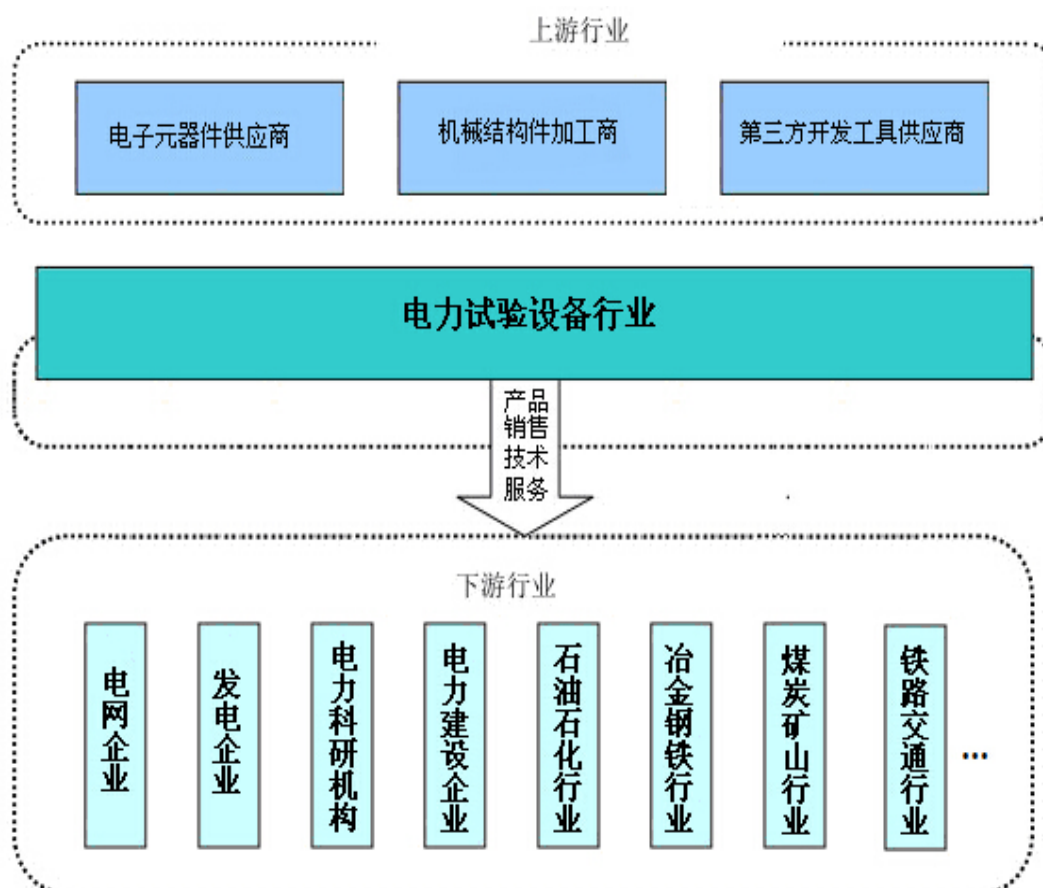 上游行业
电子元器件供应商
机械结构件加工商
第三方开发工具供应商
电力试验设备行业
产品
销售
技术
服务
下游行业
电网企业
发电企业
电力科研机构
电力建设企业
石油石化行业
冶金钢铁行业
煤炭矿山行业
铁路交通行业
…